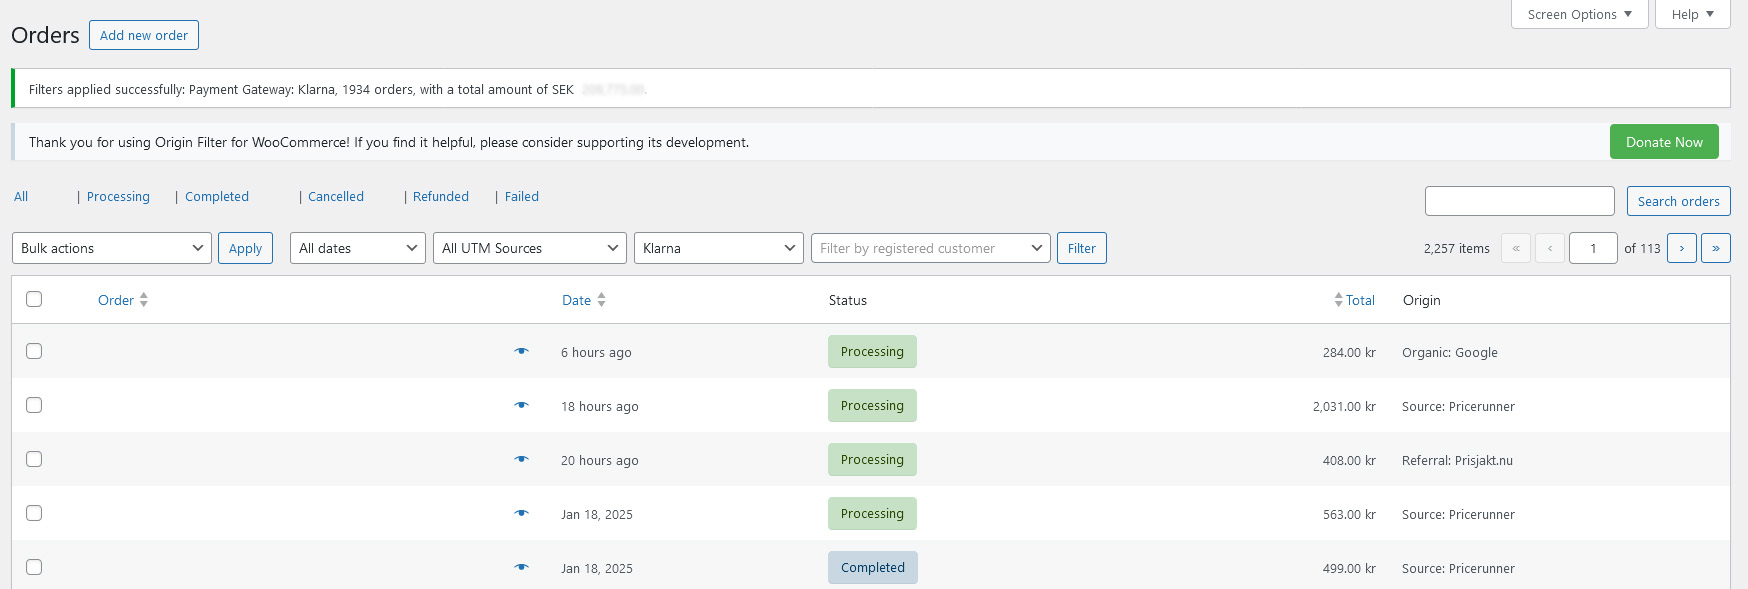 Screen Options ▼ Help ▼
Orders Add new order
Filters applied successfully: Payment Gateway: Klarna, 1934 orders, with a total amount of SEK
Thank you for using Origin Filter for WooCommerce! If you find it helpful, please consider supporting its development. Donate Now
All | Processing | Completed | Cancelled | Refunded | Failed
Search orders
Bulk actions Apply All dates All UTM Sources Klarna Filter by registered customer Filter 2,257 items « ‹ 1 of 113 › »
Order Date Status Total Origin
6 hours ago Processing 284.00 kr Organic: Google
18 hours ago Processing 2,031.00 kr Source: Pricerunner
20 hours ago Processing 408.00 kr Referral: Prisjakt.nu
Jan 18, 2025 Processing 563.00 kr Source: Pricerunner
Jan 18, 2025 Completed 499.00 kr Source: Pricerunner